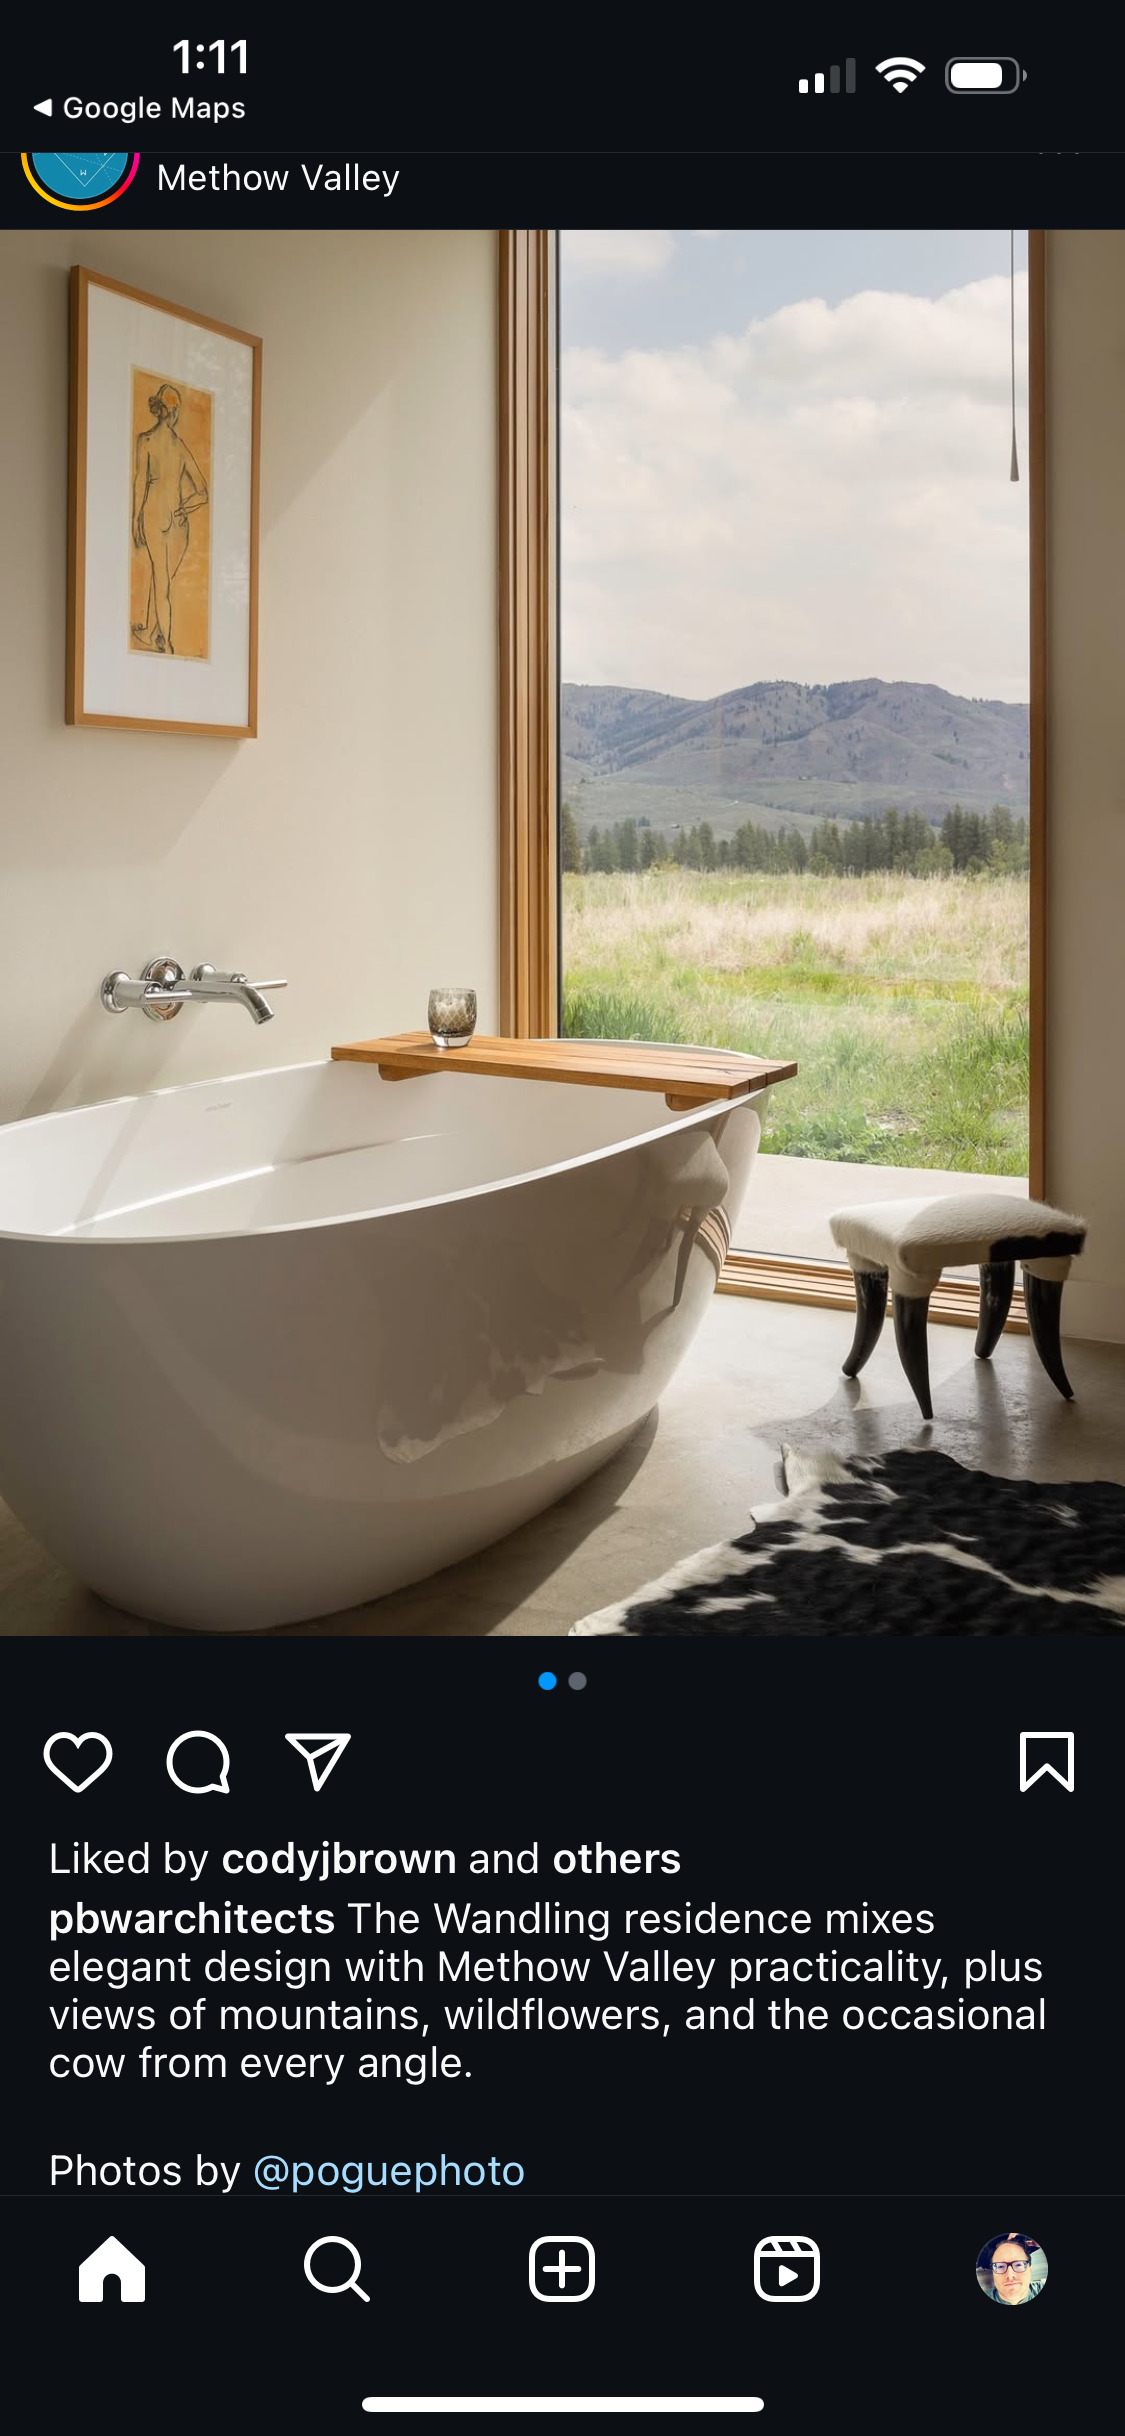 1:11
◀ Google Maps
Methow Valley
Liked by codyjbrown and others
pbwarchitects The Wandling residence mixes
elegant design with Methow Valley practicality, plus
views of mountains, wildflowers, and the occasional
cow from every angle.
Photos by @poguephoto